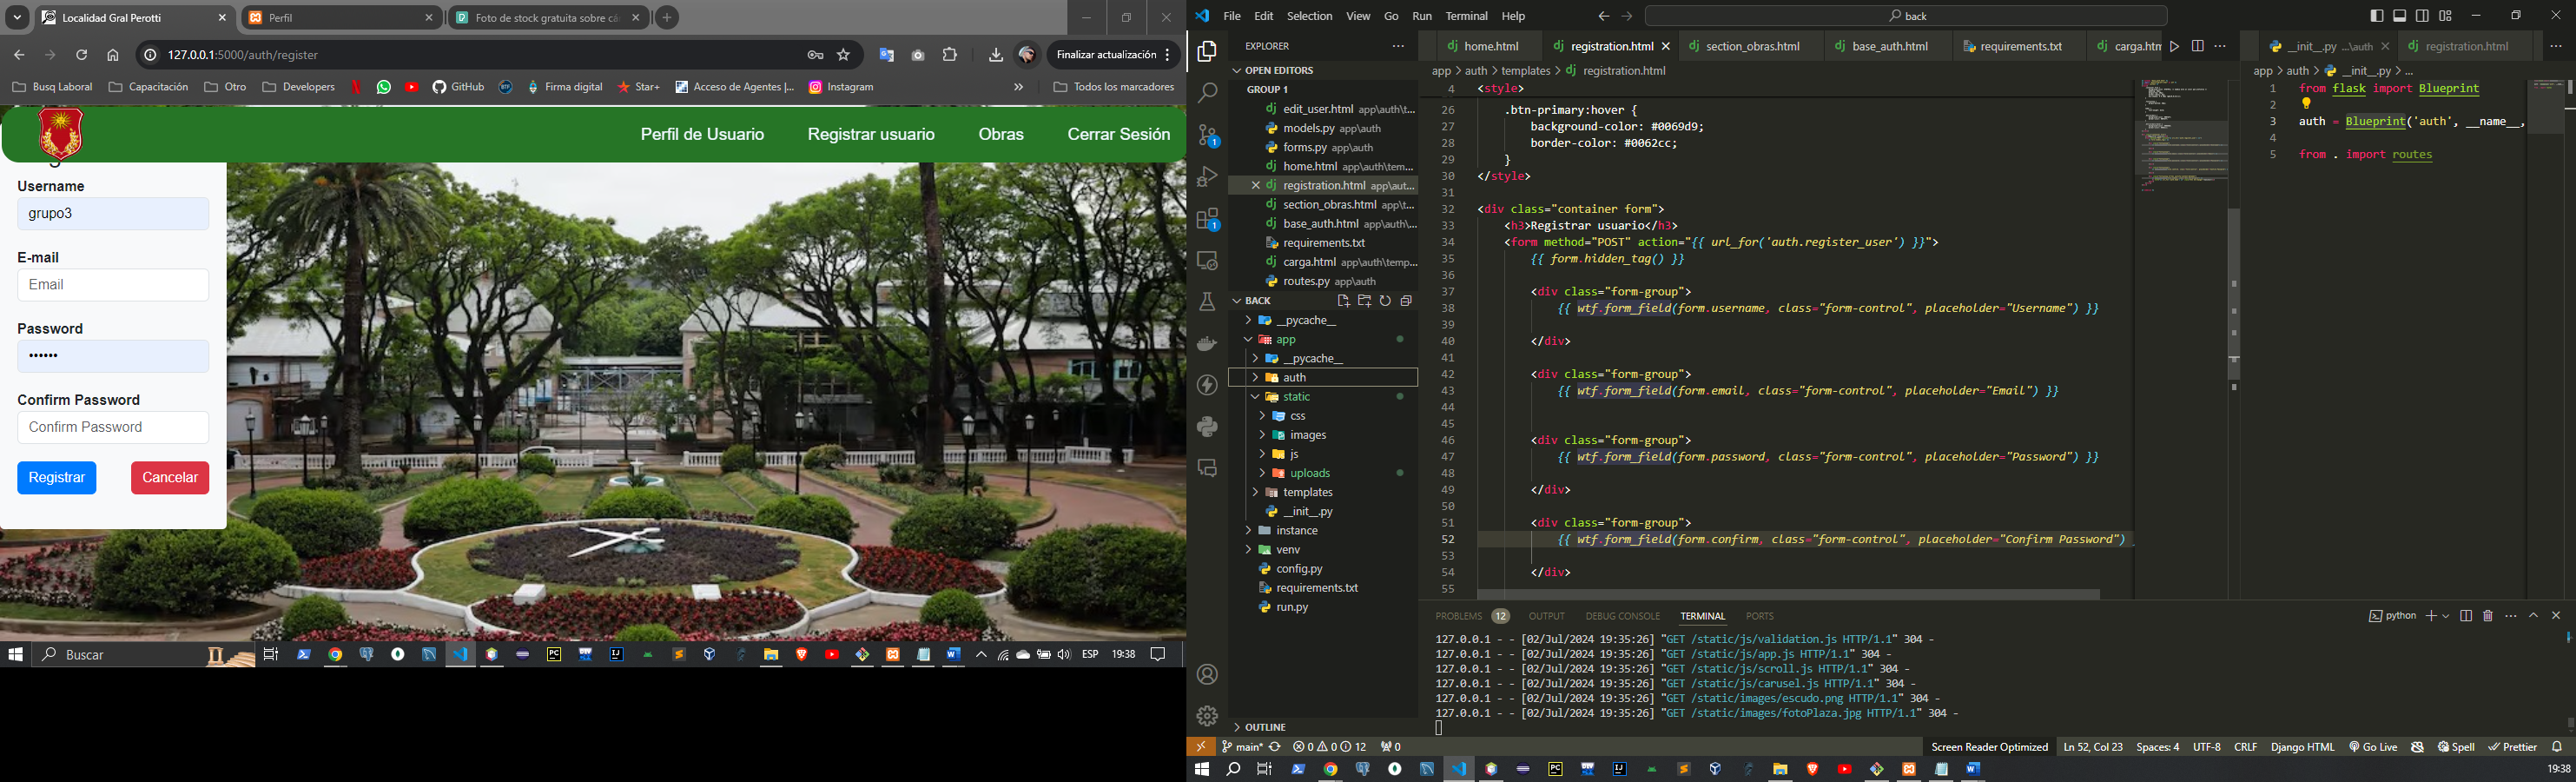 Localidad Gral Perotti
Perfil
Foto de stock gratuita sobre cá
127.0.0.1:5000/auth/register
Finalizar actualización
Busq Laboral
Capacitación
Otro
Developers
GitHub
Firma digital
Star+
Acceso de Agentes |...
Instagram
»
Todos los marcadores
Perfil de Usuario
Registrar usuario
Obras
Cerrar Sesión
Username
grupo3
E-mail
Email
Password
••••••
Confirm Password
Confirm Password
Registrar
Cancelar
Buscar
ESP
19:38
File Edit Selection View Go Run Terminal Help
back
EXPLORER
OPEN EDITORS
GROUP 1
edit_user.html app\auth\t...
models.py app\auth
forms.py app\auth
home.html app\auth\tem...
registration.html app\aut...
section_obras.html app\t...
base_auth.html app\auth\...
requirements.txt
carga.html app\auth\temp...
routes.py app\auth
BACK
__pycache__
app
__pycache__
auth
static
css
images
js
uploads
templates
__init__.py
instance
venv
config.py
requirements.txt
run.py
OUTLINE
home.html
registration.html
section_obras.html
base_auth.html
requirements.txt
carga.htm
app > auth > templates > registration.html
4 <style>
26 .btn-primary:hover {
27 background-color: #0069d9;
28 border-color: #0062cc;
29 }
30 </style>
31
32 <div class="container form">
33 <h3>Registrar usuario</h3>
34 <form method="POST" action="{{ url_for('auth.register_user') }}">
35 {{ form.hidden_tag() }}
36
37 <div class="form-group">
38 {{ wtf.form_field(form.username, class="form-control", placeholder="Username") }}
39
40 </div>
41
42 <div class="form-group">
43 {{ wtf.form_field(form.email, class="form-control", placeholder="Email") }}
44
45
46 <div class="form-group">
47 {{ wtf.form_field(form.password, class="form-control", placeholder="Password") }}
48
49 </div>
50
51 <div class="form-group">
52 {{ wtf.form_field(form.confirm, class="form-control", placeholder="Confirm Password")
53
54 </div>
55
__init__.py ...\auth
registration.html
app > auth > __init__.py > ...
1 from flask import Blueprint
2
3 auth = Blueprint('auth', __name__,
4
5 from . import routes
PROBLEMS 12 OUTPUT DEBUG CONSOLE TERMINAL PORTS
python
127.0.0.1 - - [02/Jul/2024 19:35:26] "GET /static/js/validation.js HTTP/1.1" 304 -
127.0.0.1 - - [02/Jul/2024 19:35:26] "GET /static/js/app.js HTTP/1.1" 304 -
127.0.0.1 - - [02/Jul/2024 19:35:26] "GET /static/js/scroll.js HTTP/1.1" 304 -
127.0.0.1 - - [02/Jul/2024 19:35:26] "GET /static/js/carusel.js HTTP/1.1" 304 -
127.0.0.1 - - [02/Jul/2024 19:35:26] "GET /static/images/escudo.png HTTP/1.1" 304 -
127.0.0.1 - - [02/Jul/2024 19:35:26] "GET /static/images/fotoPlaza.jpg HTTP/1.1" 304 -
main* 0 0 12 0
Screen Reader Optimized Ln 52, Col 23 Spaces: 4 UTF-8 CRLF Django HTML Go Live Spell Prettier
19:38